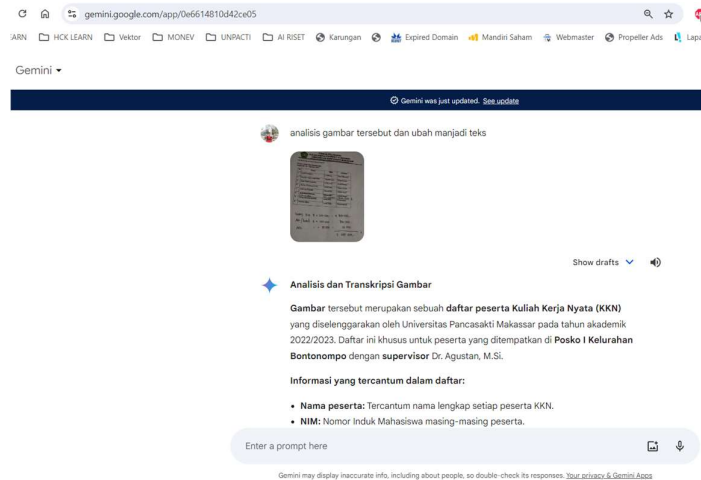 gemini.google.com/app/0e6614810d42ce05
ARN HCK LEARN Vektor MONEV UNPACTI AI RISET Karungan Expired Domain Mandiri Saham Webmaster Propeller Ads Lapa
Gemini
Gemini was just updated. See update
analisis gambar tersebut dan ubah manjadi teks
Show drafts
Analisis dan Transkripsi Gambar
Gambar tersebut merupakan sebuah daftar peserta Kuliah Kerja Nyata (KKN)
yang diselenggarakan oleh Universitas Pancasakti Makassar pada tahun akademik
2022/2023. Daftar ini khusus untuk peserta yang ditempatkan di Posko I Kelurahan
Bontonompo dengan supervisor Dr. Agustan, M.Si.
Informasi yang tercantum dalam daftar:
• Nama peserta: Tercantum nama lengkap setiap peserta KKN.
• NIM: Nomor Induk Mahasiswa masing-masing peserta.
Enter a prompt here
Gemini may display inaccurate info, including about people, so double-check its responses. Your privacy & Gemini Apps